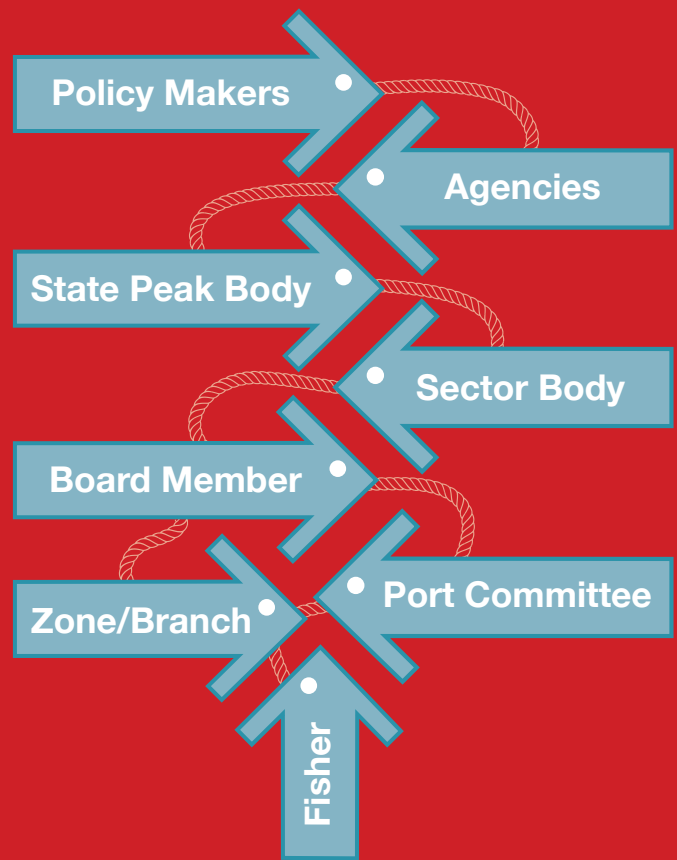 Policy Makers
Agencies
State Peak Body
Sector Body
Board Member
Port Committee
Zone/Branch
Fisher